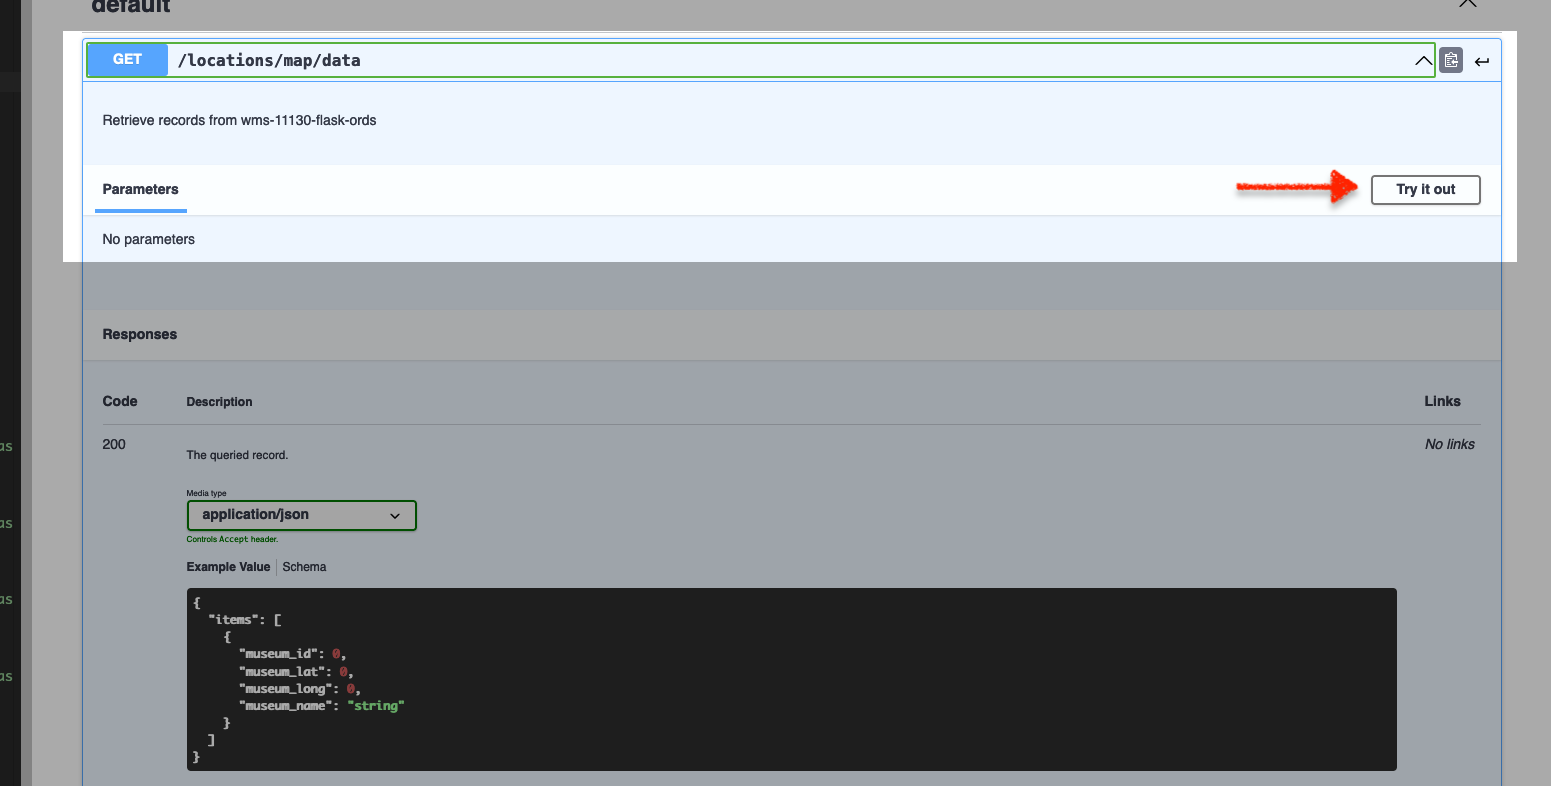 default
GET /locations/map/data
Retrieve records from wms-11130-flask-ords
Parameters
Try it out
No parameters
Responses
Code Description Links
200 No links
The queried record.
Media type
application/json
Controls Accept header.
Example Value Schema
{
"items": [
{
"museum_id": 0,
"museum_lat": 0,
"museum_long": 0,
"museum_name": "string"
}
]
}
as
as
as
as